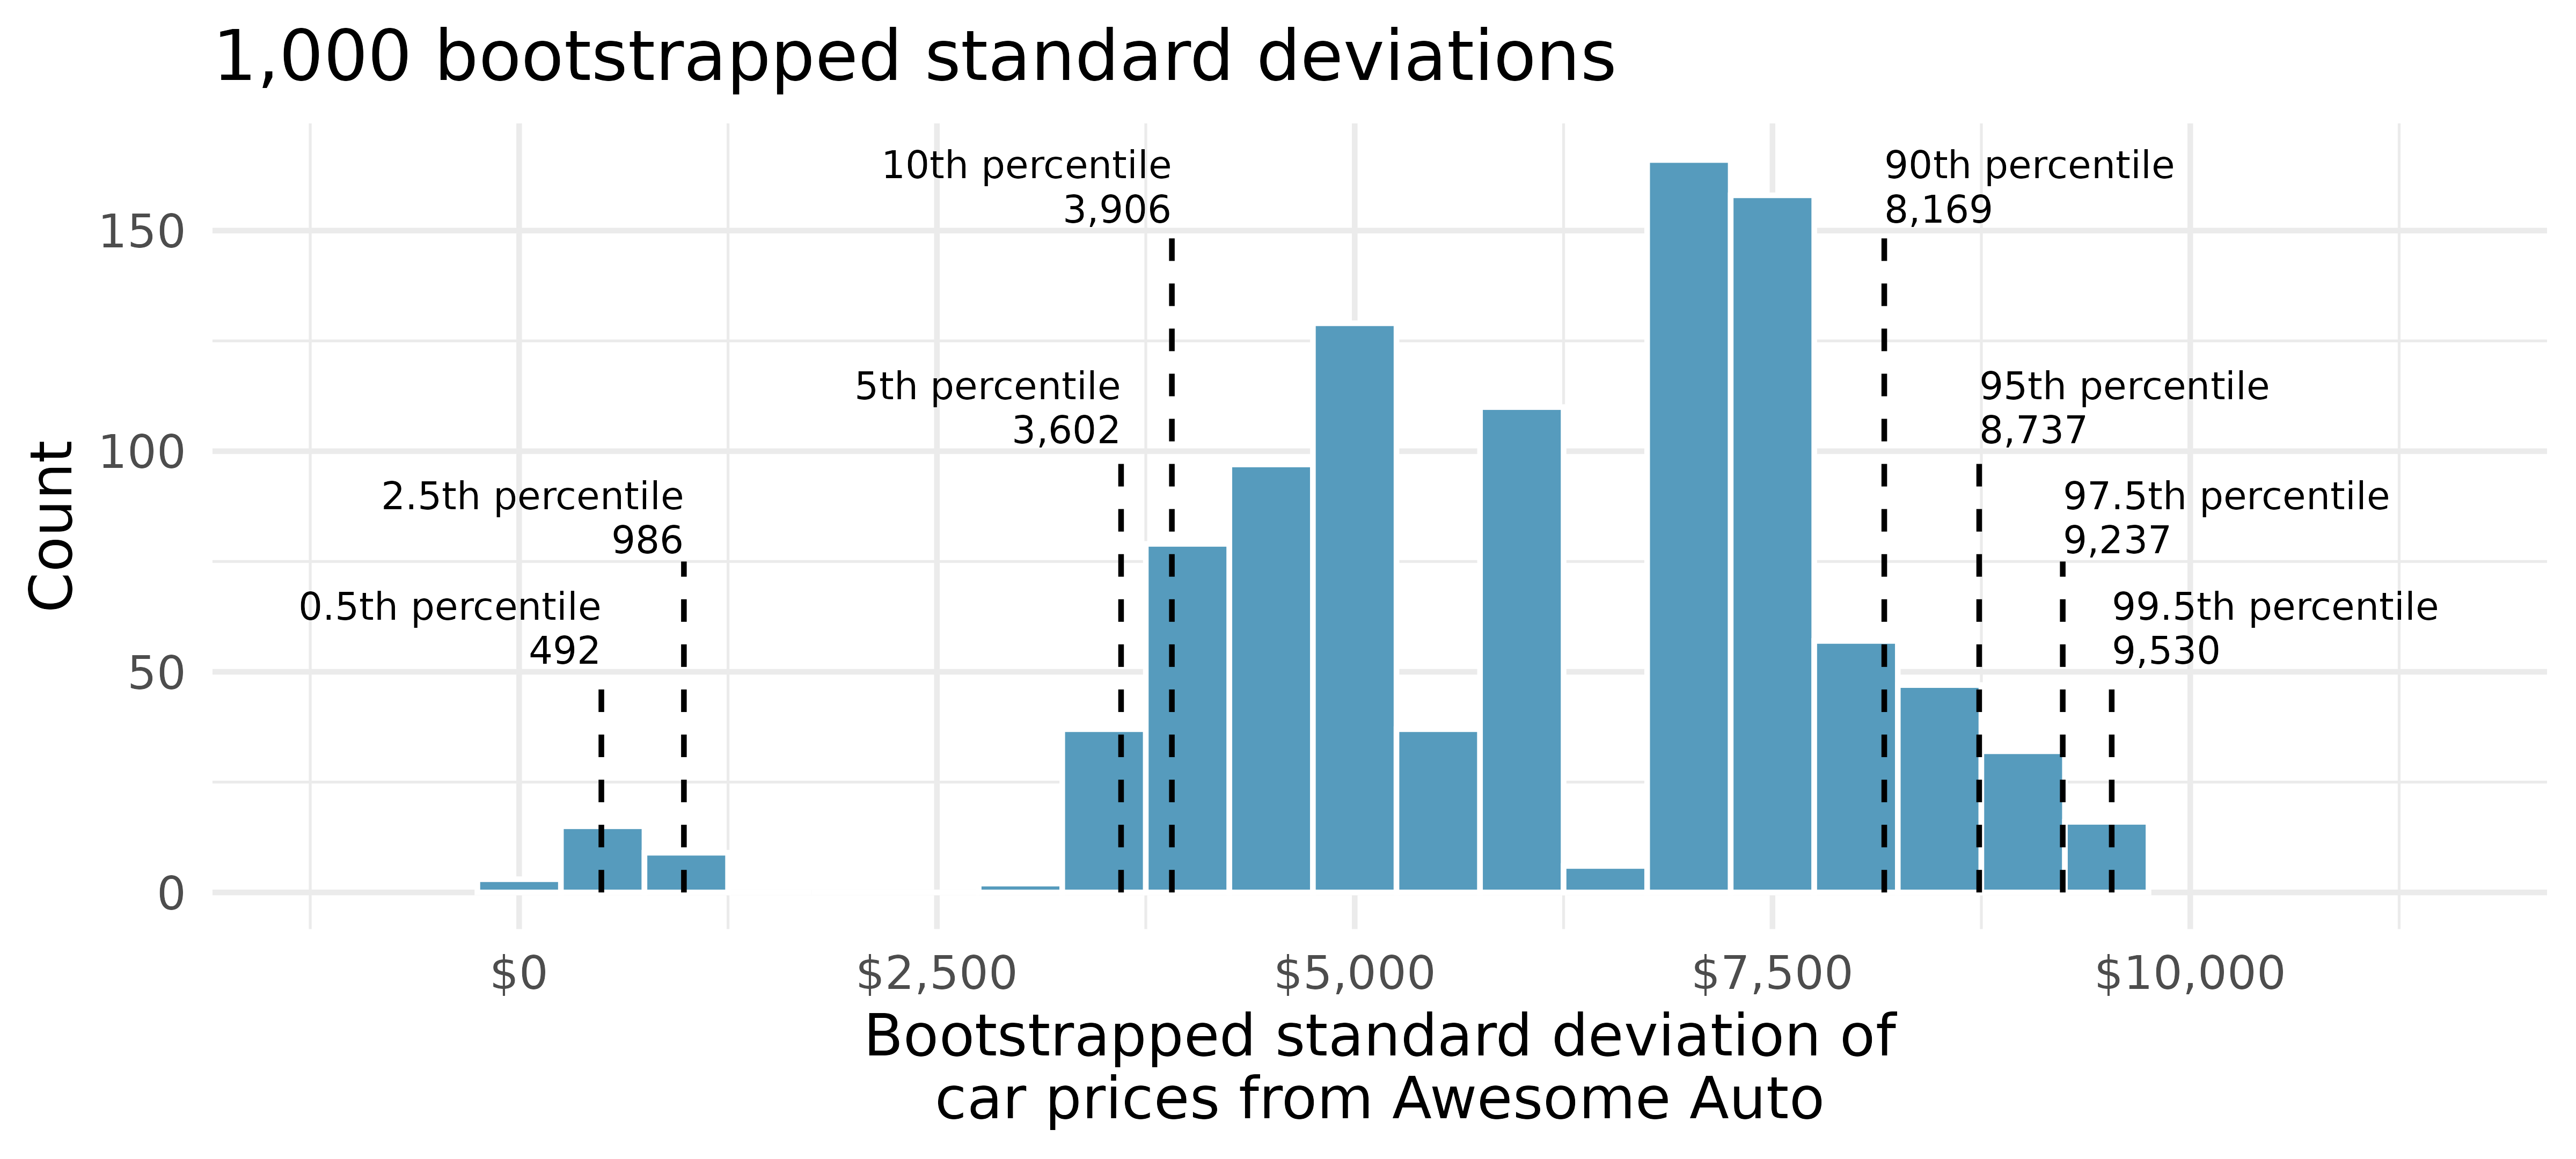 1,000 bootstrapped standard deviations
10th percentile
3,906
90th percentile
8,169
5th percentile
3,602
95th percentile
8,737
2.5th percentile
986
97.5th percentile
9,237
0.5th percentile
492
99.5th percentile
9,530
Count
150
100
50
0
$0
$2,500
$5,000
$7,500
$10,000
Bootstrapped standard deviation of
car prices from Awesome Auto